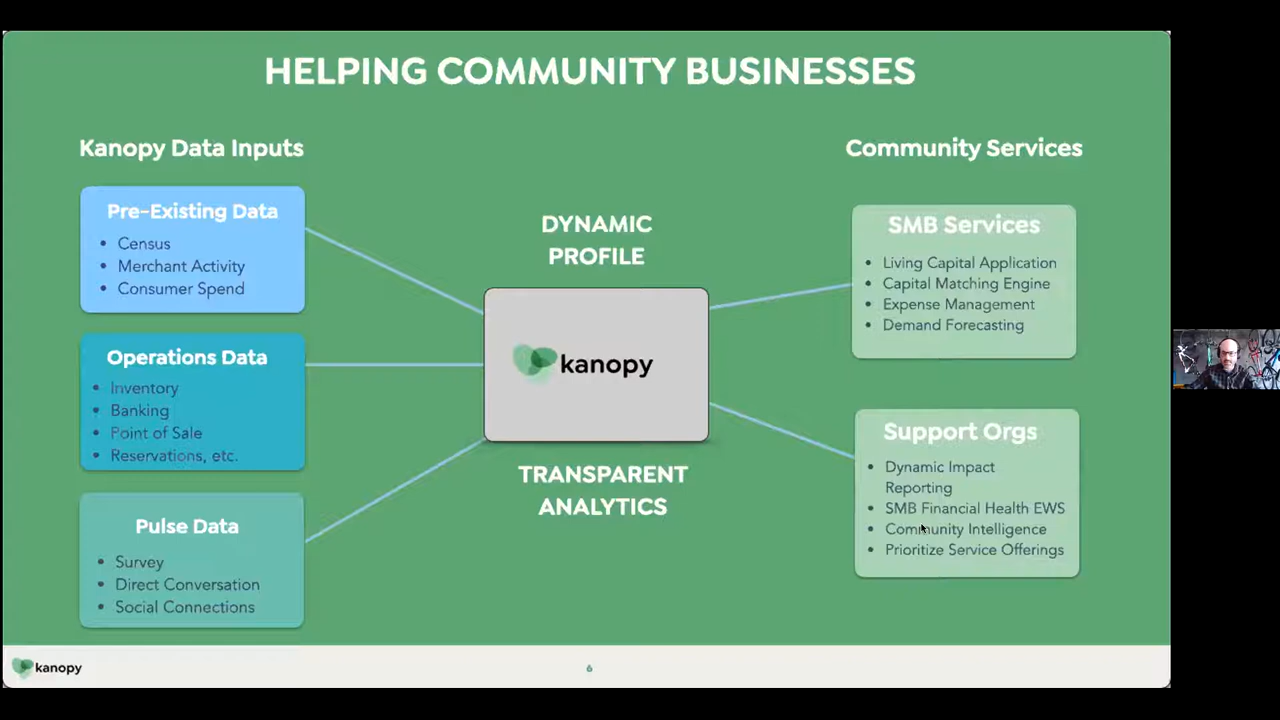 HELPING COMMUNITY BUSINESSES
Kanopy Data Inputs
Pre-Existing Data
• Census
• Merchant Activity
• Consumer Spend
Operations Data
• Inventory
• Banking
• Point of Sale
• Reservations, etc.
Pulse Data
• Survey
• Direct Conversation
• Social Connections
DYNAMIC
PROFILE
kanopy
TRANSPARENT
ANALYTICS
Community Services
SMB Services
• Living Capital Application
• Capital Matching Engine
• Expense Management
• Demand Forecasting
Support Orgs
• Dynamic Impact
Reporting
• SMB Financial Health EWS
• Community Intelligence
• Prioritize Service Offerings
kanopy
6